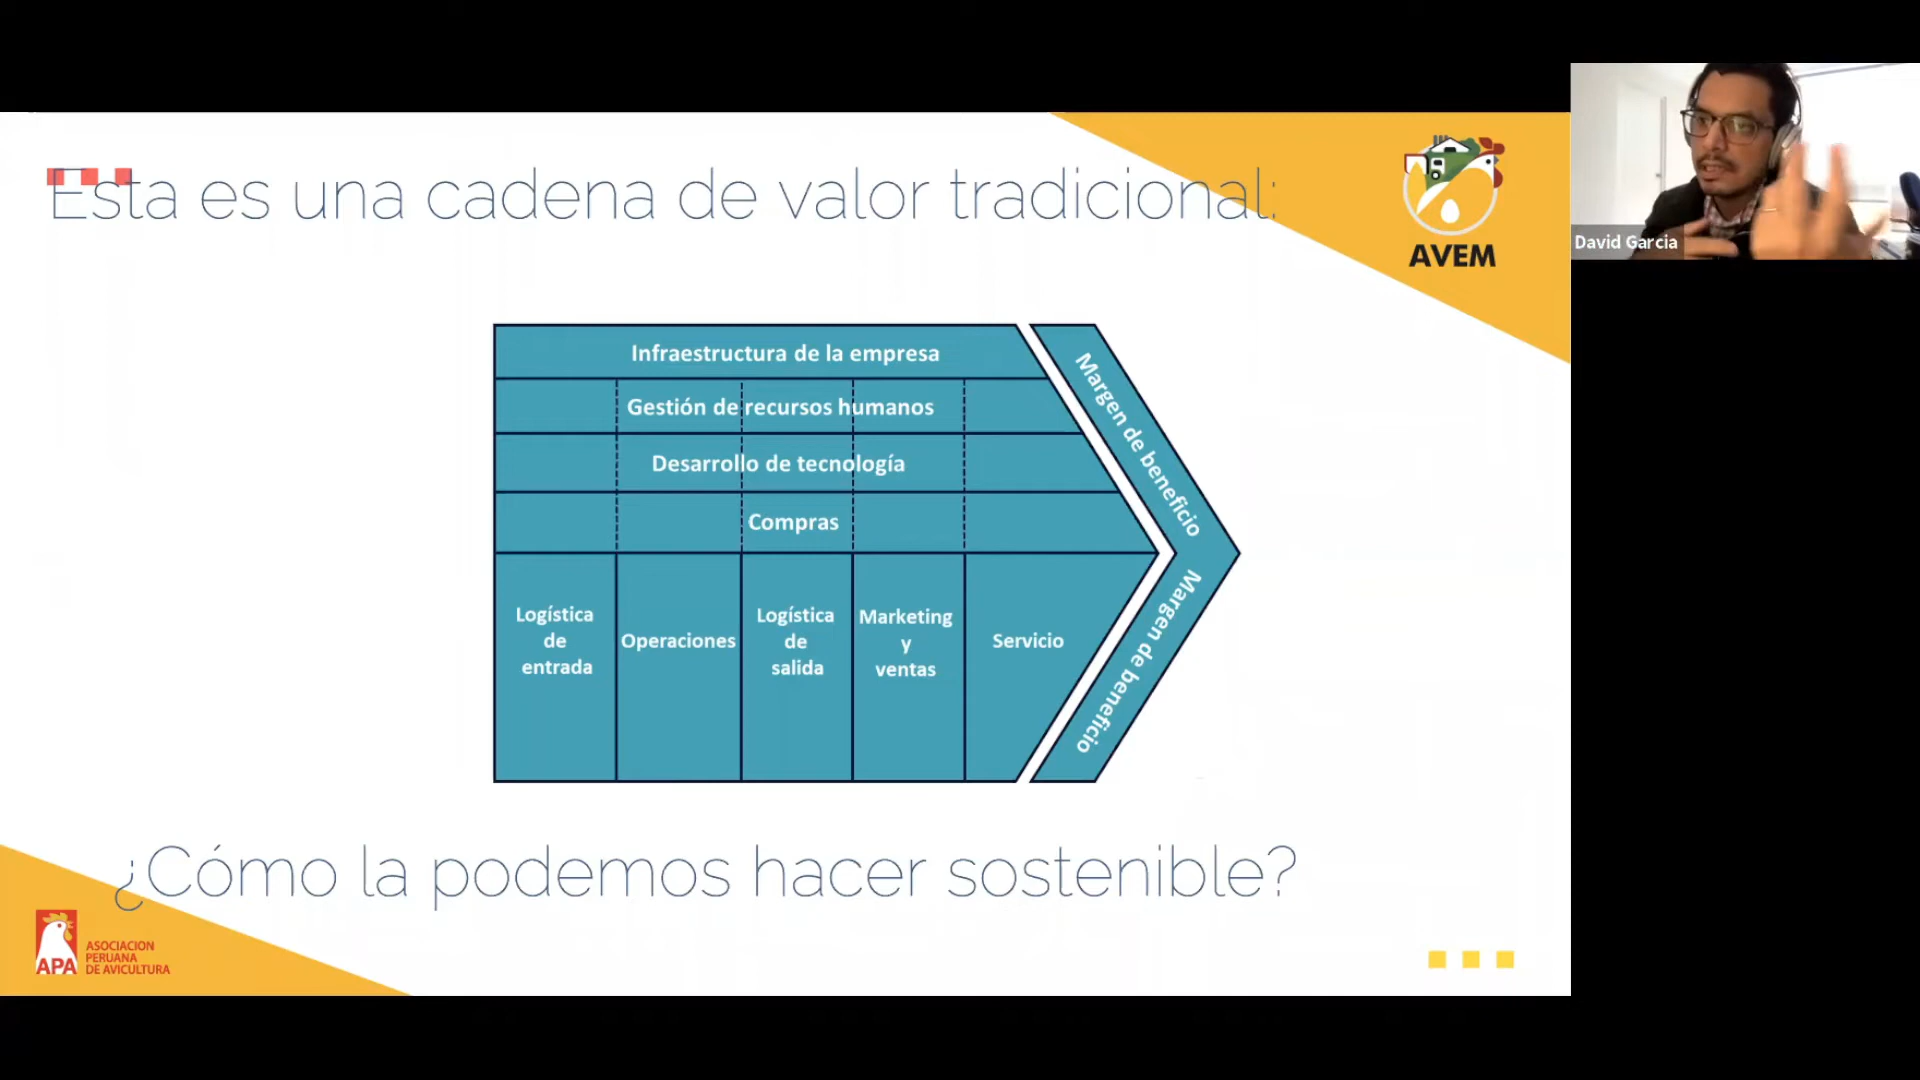 Esta es una cadena de valor tradicional:
AVEM
David Garcia
Infraestructura de la empresa
Gestión de recursos humanos
Desarrollo de tecnología
Compras
Logística
de
entrada
Operaciones
Logística
de
salida
Marketing
y
ventas
Servicio
Margen de beneficio
Margen de beneficio
¿Cómo la podemos hacer sostenible?
APA
ASOCIACION
PERUANA
DE AVICULTURA